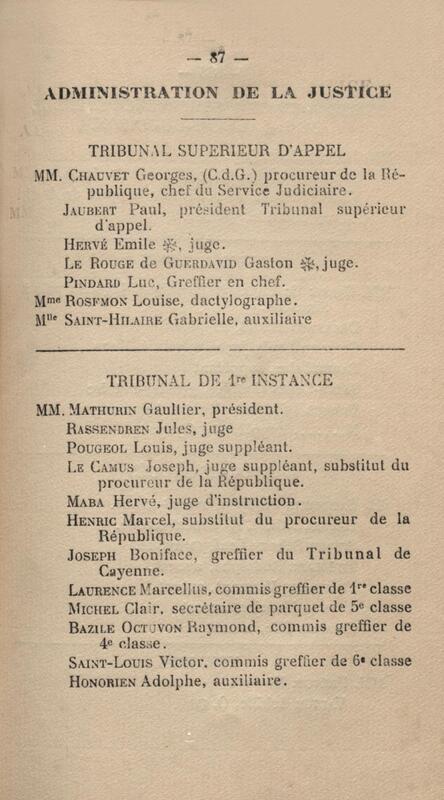 — 87 —
ADMINISTRATION DE LA JUSTICE
TRIBUNAL SUPERIEUR D'APPEL
MM. CHAUVET Georges, (C.d.G.) procureur de la Ré-
publique, chef du Service Judiciaire.
JAUBERT Paul, président Tribunal supérieur
d'appel.
HERVÉ Emile ✻, juge.
LE ROUGE de GUERDAVID Gaston ✻, juge.
PINDARD Luc, Greffier en chef.
Mme ROSEMON Louise, dactylographe.
Mlle SAINT-HILAIRE Gabrielle, auxiliaire
TRIBUNAL DE 1re INSTANCE
MM. MATHURIN Gaultier, président.
RASSENDREN Jules, juge
POUGEOL Louis, juge suppléant.
LE CAMUS Joseph, juge suppléant, substitut du
procureur de la République.
MABA Hervé, juge d'instruction.
HENRIC Marcel, substitut du procureur de la
République.
JOSEPH Boniface, greffier du Tribunal de
Cayenne.
LAURENCE Marcellus, commis greffier de 1re classe
MICHEL Clair, secrétaire de parquet de 5e classe
BAZILE OCTUVON Raymond, commis greffier de
4e classe.
SAINT-LOUIS Victor, commis greffier de 6e classe
HONORIEN Adolphe, auxiliaire.